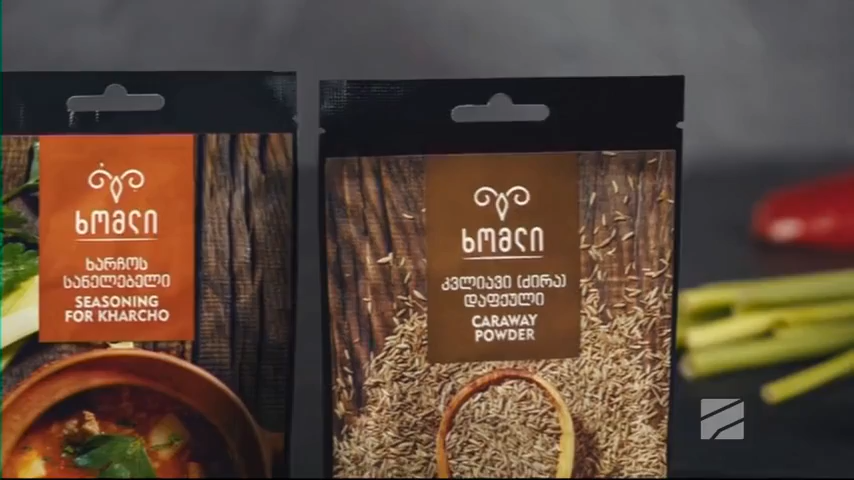 ხომლი
ხარჩოს
სანელებელი
SEASONING
FOR KHARCHO
ხომლი
კვლიავი (ძირა)
დაფქული
CARAWAY
POWDER